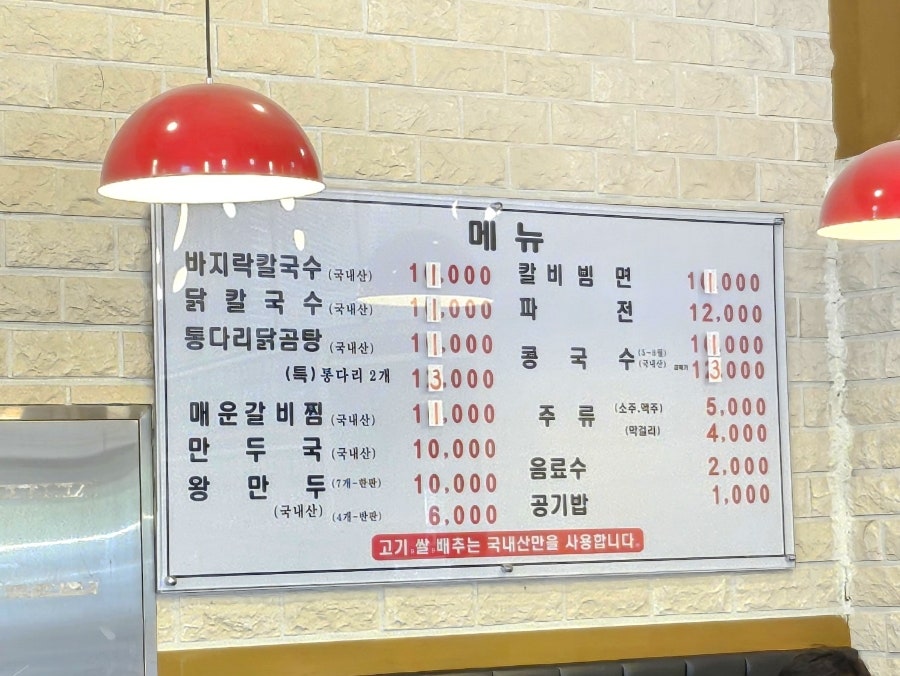 메뉴
바지락칼국수 (국내산) 11,000
닭칼국수 (국내산) 11,000
통다리닭곰탕 (국내산) 11,000
(특)통다리 2개 13,000
매운갈비찜 (국내산) 11,000
만두국 (국내산) 10,000
왕만두 (7개-한판) 10,000
(국내산) (4개-반판) 6,000
칼비빔면 11,000
파전 12,000
콩국수 (5~8월) 11,000
(국내산) 곱빼기 13,000
주류 (소주.맥주) 5,000
(막걸리) 4,000
음료수 2,000
공기밥 1,000
고기,쌀,배추는 국내산만을 사용합니다.